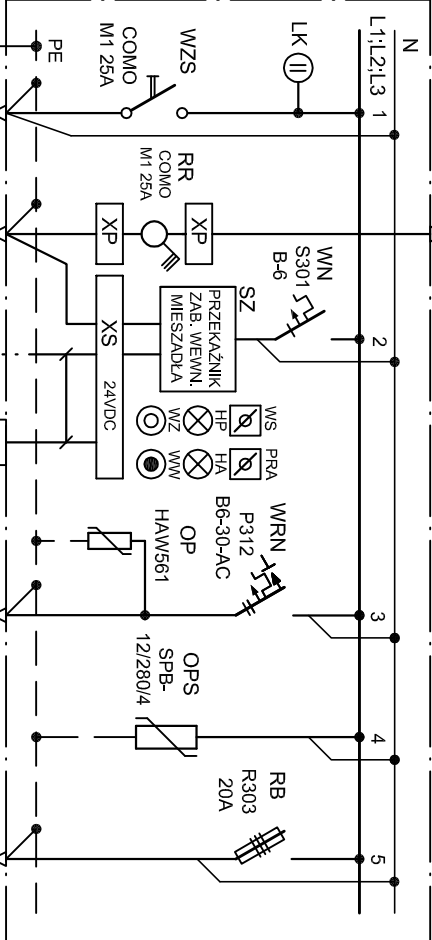 N
L1;L2;L3
1
2
3
4
5
LK
WZS
COMO
M1 25A
PE
RR
COMO
M1 25A
XP
XP
WN
S301
B-6
SZ
PRZEKAŹNIK
ZAB. WEWN.
MIESZADŁA
XS
24VDC
WS
HP
WZ
PRA
HA
WW
WRN
P312
B6-30-AC
OP
HAW561
OPS
SPB-
12/280/4
RB
R303
20A